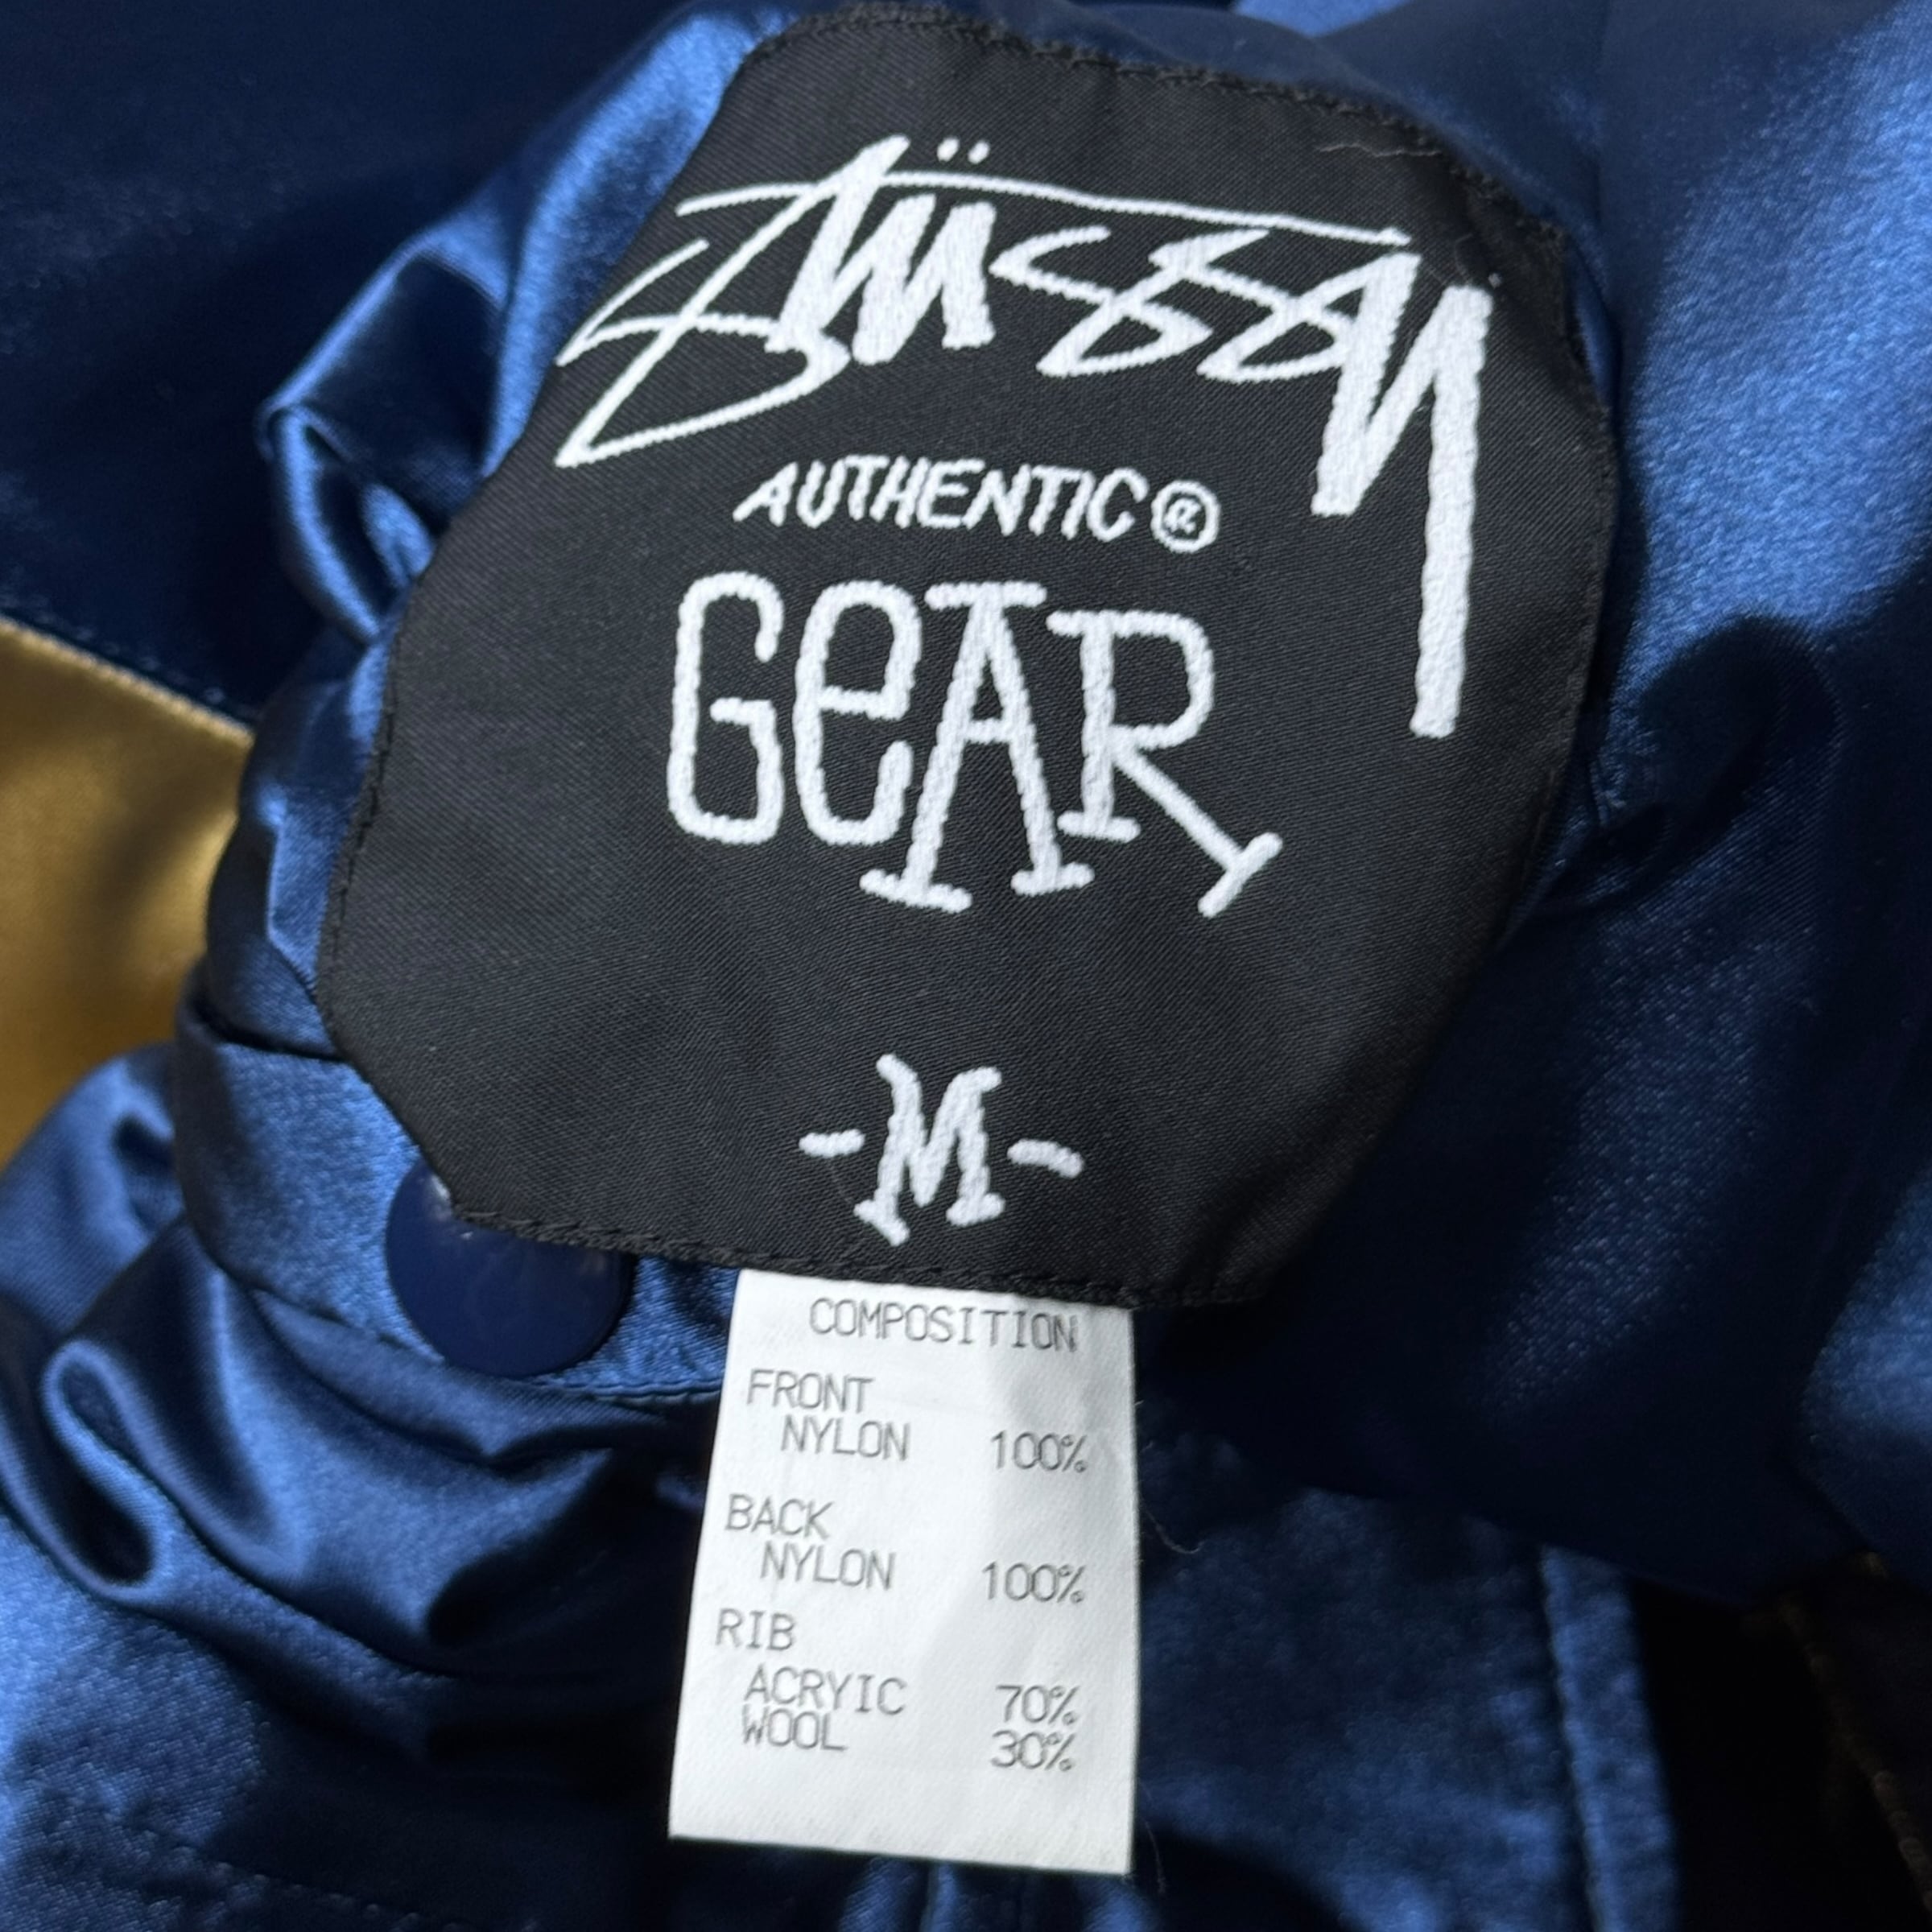 Stüssy
AUTHENTIC®
GeAR
-M-
COMPOSITION
FRONT
NYLON 100%
BACK
NYLON 100%
RIB
ACRYIC 70%
WOOL 30%